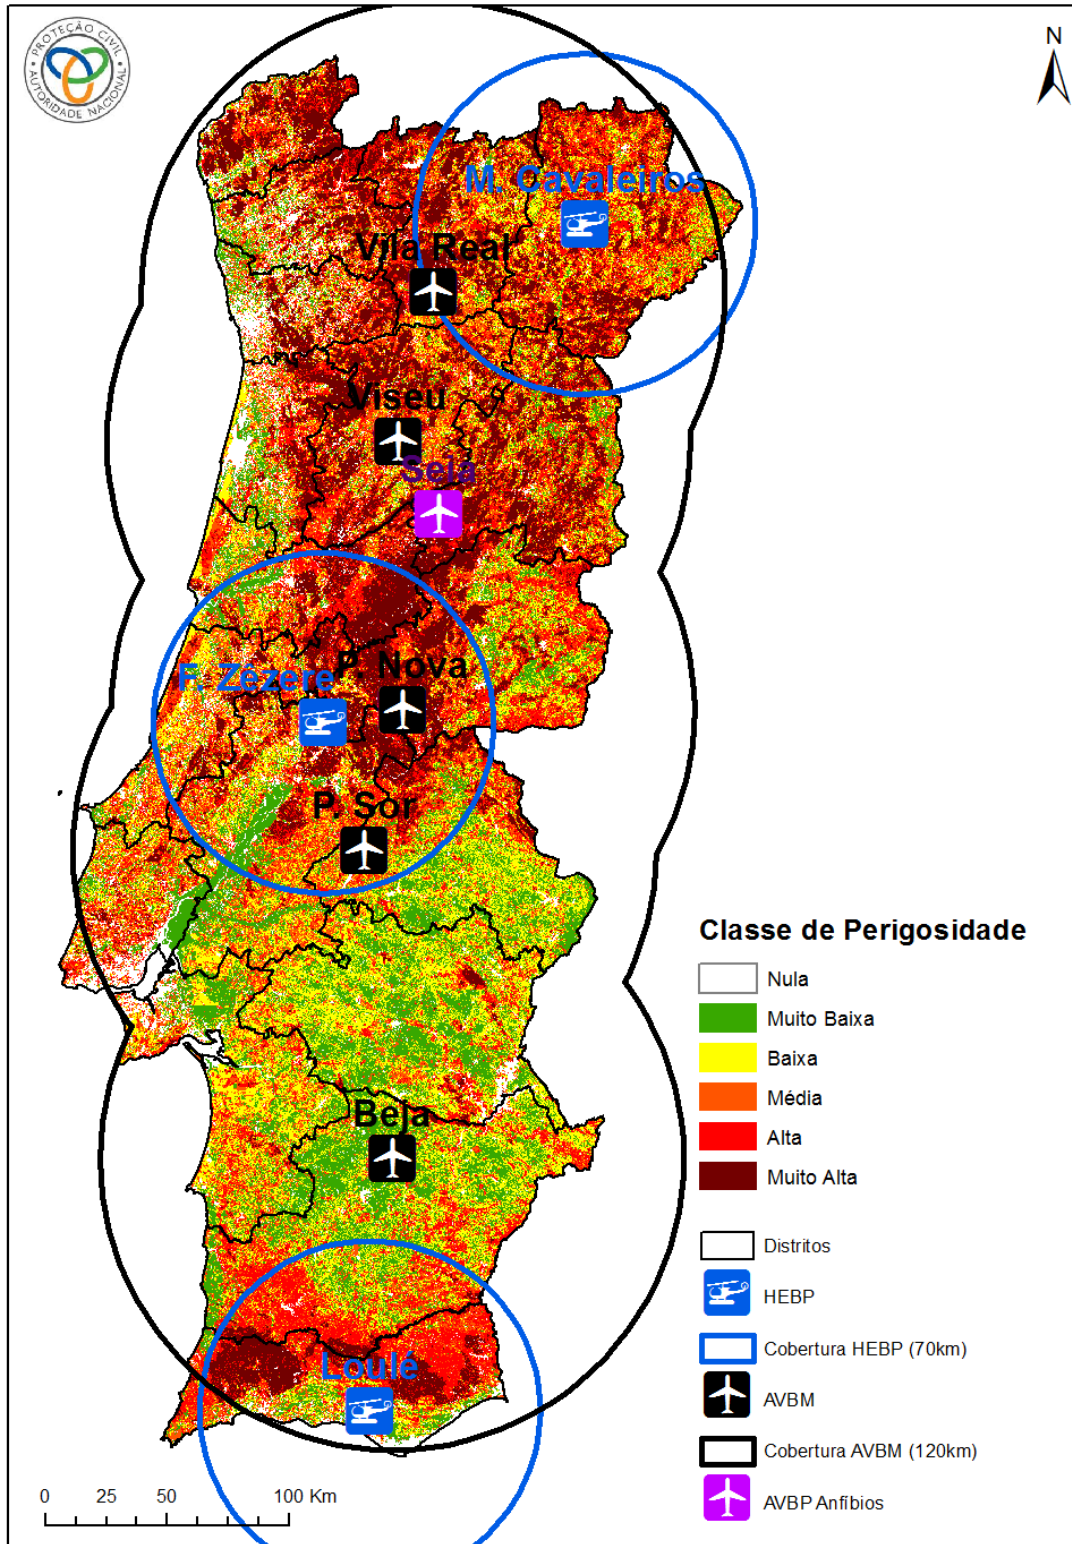 PROTEÇÃO CIVIL
AUTORIDADE NACIONAL
N
M. Cavaleiros
Vila Real
Viseu
Seia
P. Nova
F. Zêzere
P. Sor
Beja
Loulé
Classe de Perigosidade
Nula
Muito Baixa
Baixa
Média
Alta
Muito Alta
Distritos
HEBP
Cobertura HEBP (70km)
AVBM
Cobertura AVBM (120km)
AVBP Anfíbios
0 25 50 100 Km